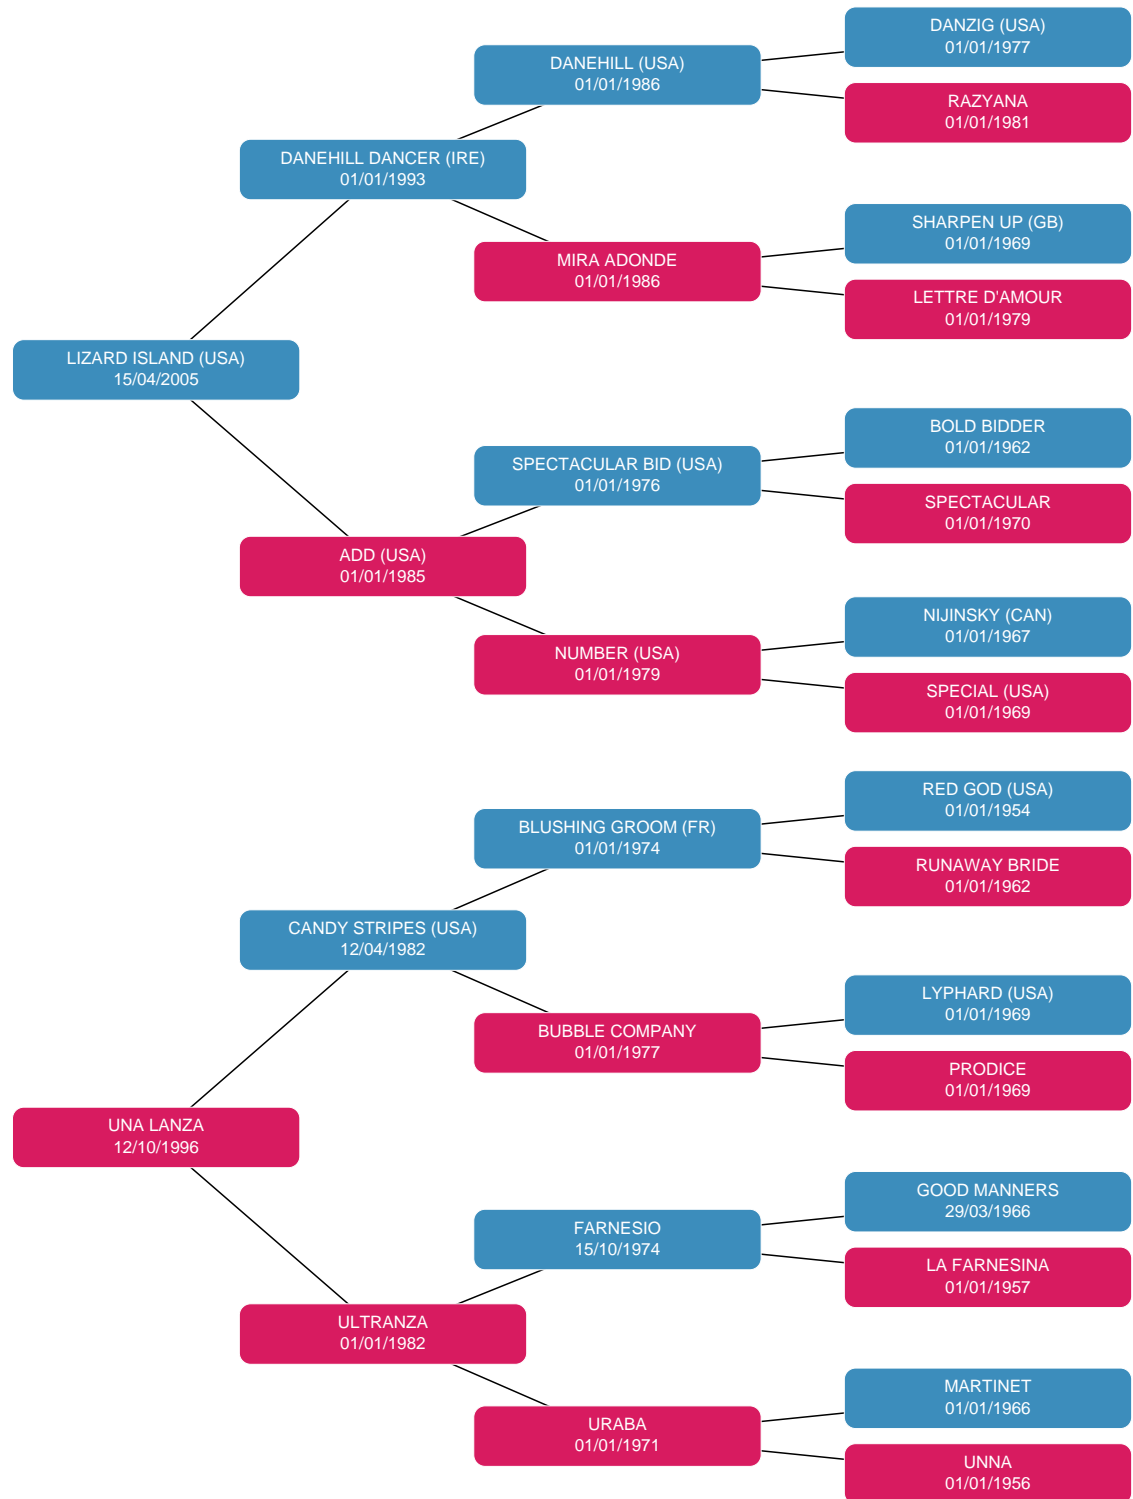 DANZIG (USA)
01/01/1977
DANEHILL (USA)
01/01/1986
RAZYANA
01/01/1981
DANEHILL DANCER (IRE)
01/01/1993
SHARPEN UP (GB)
01/01/1969
MIRA ADONDE
01/01/1986
LETTRE D'AMOUR
01/01/1979
LIZARD ISLAND (USA)
15/04/2005
BOLD BIDDER
01/01/1962
SPECTACULAR BID (USA)
01/01/1976
SPECTACULAR
01/01/1970
ADD (USA)
01/01/1985
NIJINSKY (CAN)
01/01/1967
NUMBER (USA)
01/01/1979
SPECIAL (USA)
01/01/1969
RED GOD (USA)
01/01/1954
BLUSHING GROOM (FR)
01/01/1974
RUNAWAY BRIDE
01/01/1962
CANDY STRIPES (USA)
12/04/1982
LYPHARD (USA)
01/01/1969
BUBBLE COMPANY
01/01/1977
PRODICE
01/01/1969
UNA LANZA
12/10/1996
GOOD MANNERS
29/03/1966
FARNESIO
15/10/1974
LA FARNESINA
01/01/1957
ULTRANZA
01/01/1982
MARTINET
01/01/1966
URABA
01/01/1971
UNNA
01/01/1956